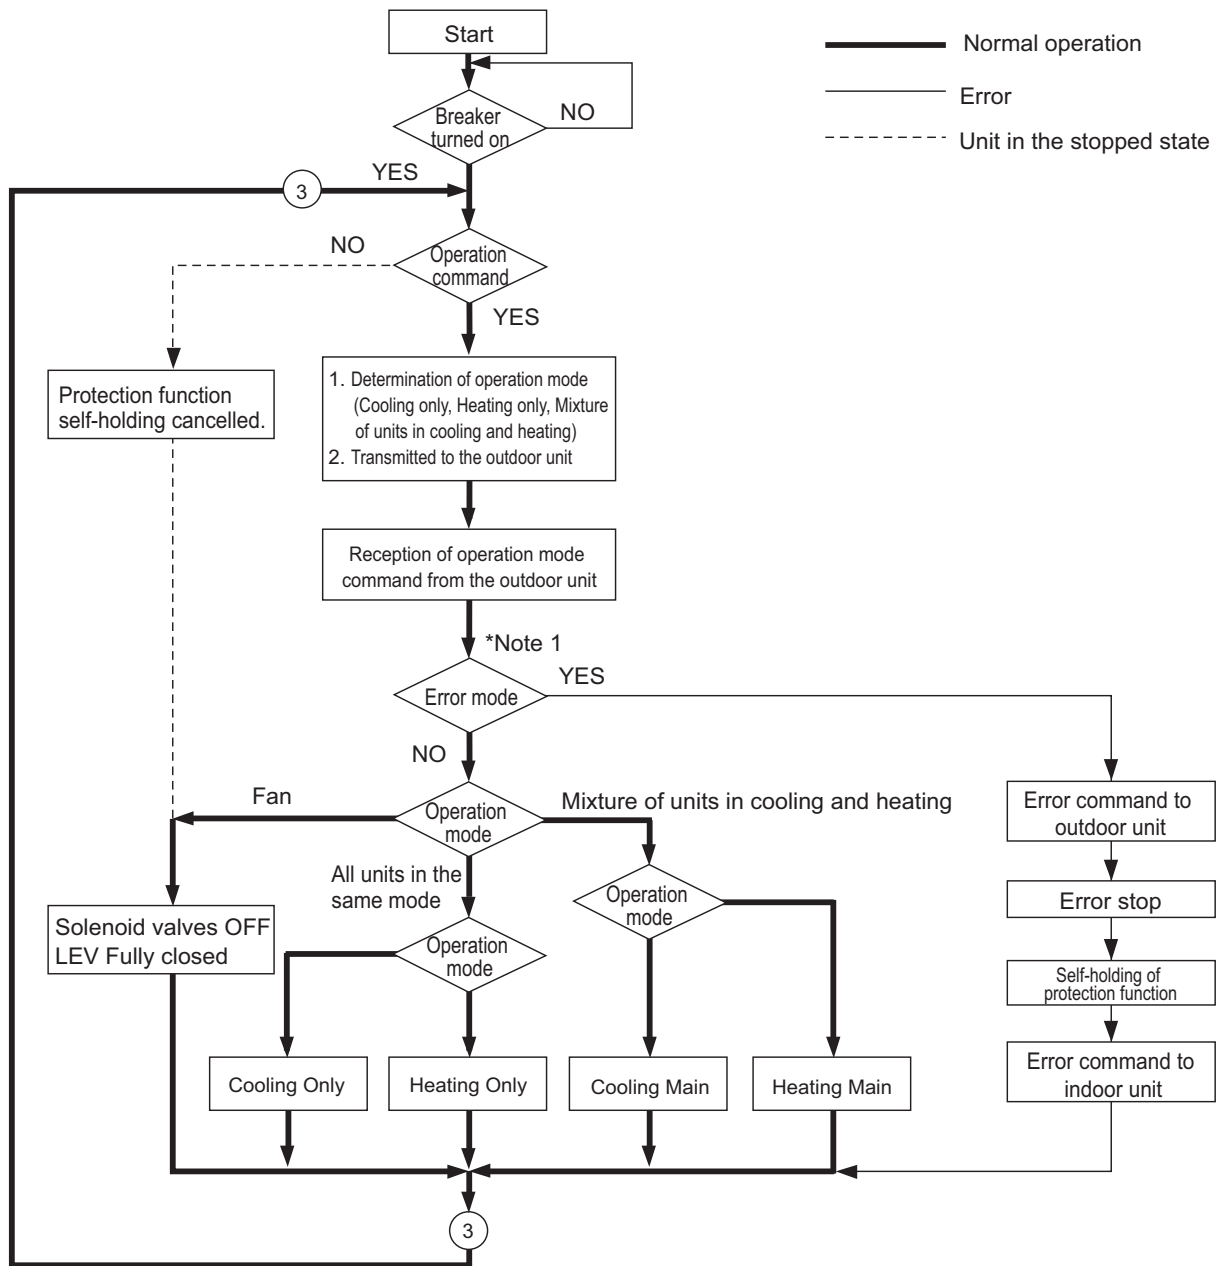 Start
Normal operation
Error
Unit in the stopped state
Breaker
turned on
NO
YES
3
NO
Operation
command
YES
Protection function
self-holding cancelled.
1. Determination of operation mode
(Cooling only, Heating only, Mixture
of units in cooling and heating)
2. Transmitted to the outdoor unit
Reception of operation mode
command from the outdoor unit
*Note 1
YES
Error mode
NO
Fan
Operation
mode
Mixture of units in cooling and heating
Error command to
outdoor unit
All units in the
same mode
Operation
mode
Error stop
Solenoid valves OFF
LEV Fully closed
Operation
mode
Self-holding of
protection function
Error command to
indoor unit
Cooling Only
Heating Only
Cooling Main
Heating Main
3